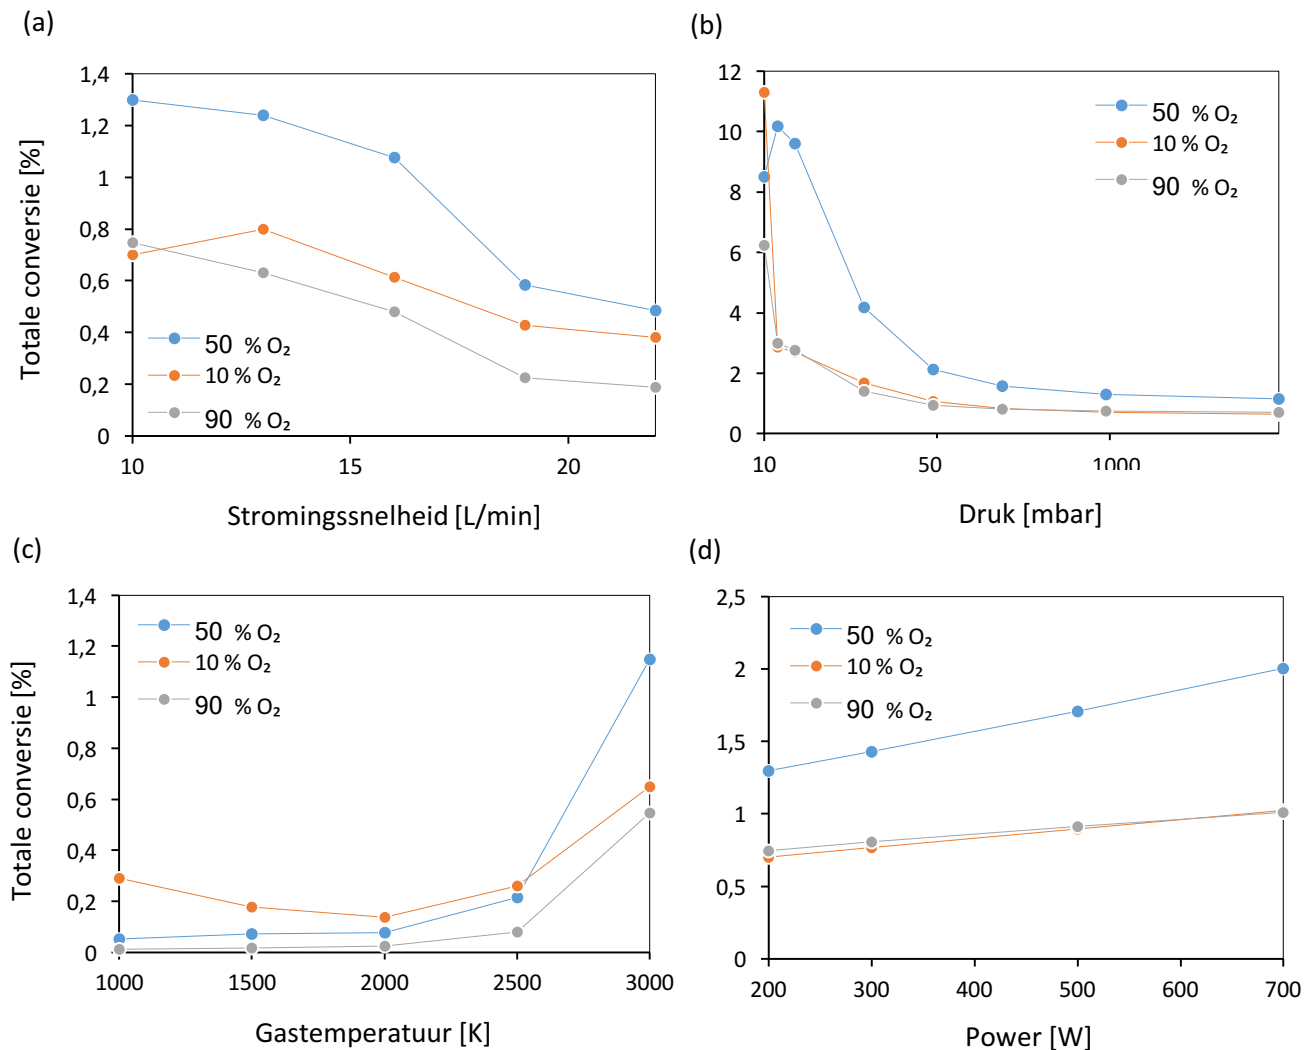 (a)
Totale conversie [%]
1,4
1,2
1
0,8
0,6
0,4
0,2
0
50 % O₂
10 % O₂
90 % O₂
10 15 20
Stromingssnelheid [L/min]
(b)
12
10
8
6
4
2
0
50 % O₂
10 % O₂
90 % O₂
10 50 1000
Druk [mbar]
(c)
Totale conversie [%]
1,4
1,2
1
0,8
0,6
0,4
0,2
0
50 % O₂
10 % O₂
90 % O₂
1000 1500 2000 2500 3000
Gastemperatuur [K]
(d)
2,5
2
1,5
1
0,5
0
50 % O₂
10 % O₂
90 % O₂
200 300 400 500 600 700
Power [W]